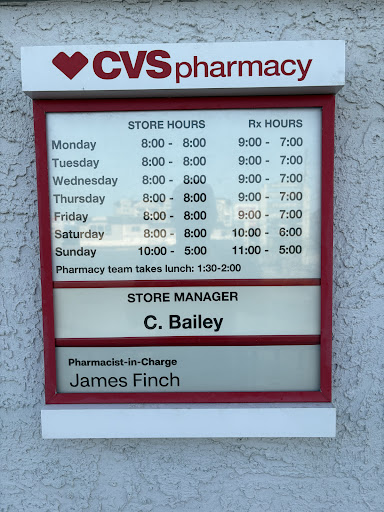 CVS pharmacy
STORE HOURS Rx HOURS
Monday 8:00 - 8:00 9:00 - 7:00
Tuesday 8:00 - 8:00 9:00 - 7:00
Wednesday 8:00 - 8:00 9:00 - 7:00
Thursday 8:00 - 8:00 9:00 - 7:00
Friday 8:00 - 8:00 9:00 - 7:00
Saturday 8:00 - 8:00 10:00 - 6:00
Sunday 10:00 - 5:00 11:00 - 5:00
Pharmacy team takes lunch: 1:30-2:00
STORE MANAGER
C. Bailey
Pharmacist-in-Charge
James Finch